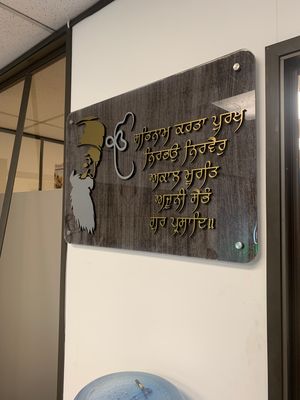 ੴ ਸਤਿਨਾਮ ਕਰਤਾ ਪੁਰਖ
ਨਿਰਭਉ ਨਿਰਵੈਰੁ
ਅਕਾਲ ਮੂਰਤਿ
ਅਜੂਨੀ ਸੈਭੰ
ਗੁਰ ਪ੍ਰਸਾਦਿ॥